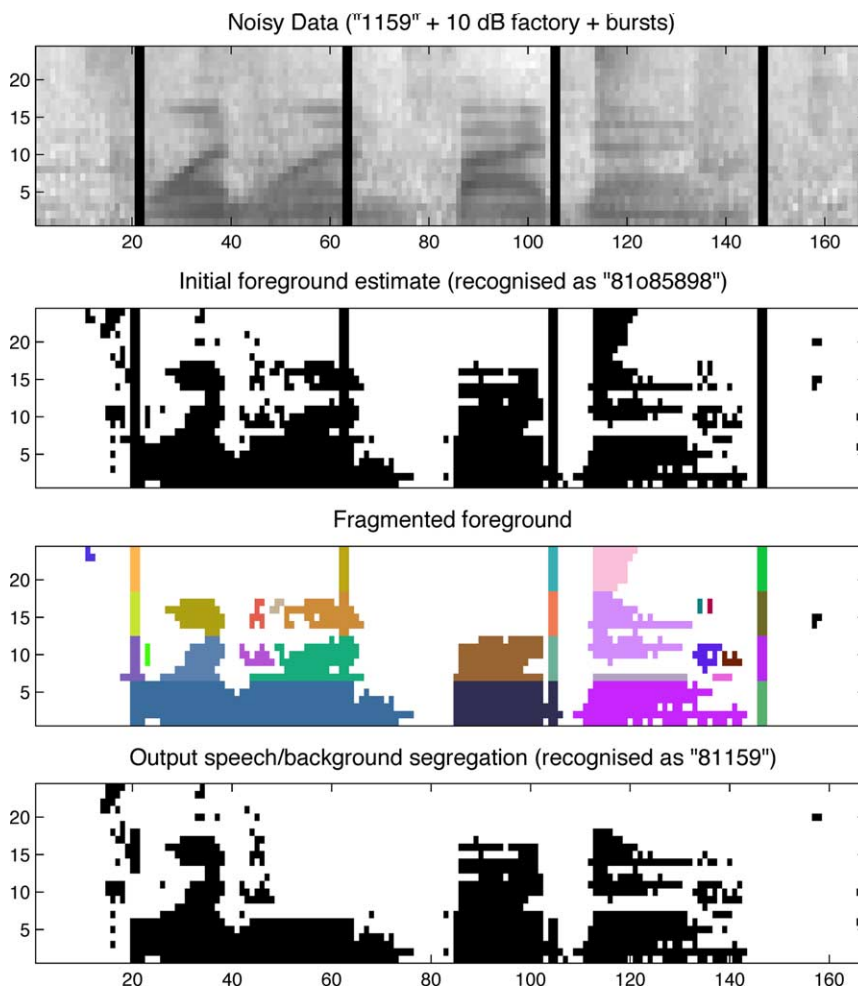 Noisy Data ("1159" + 10 dB factory + bursts)
20
15
10
5
20 40 60 80 100 120 140 160
Initial foreground estimate (recognised as "81o85898")
20
15
10
5
Fragmented foreground
20
15
10
5
Output speech/background segregation (recognised as "81159")
20
15
10
5
20 40 60 80 100 120 140 160